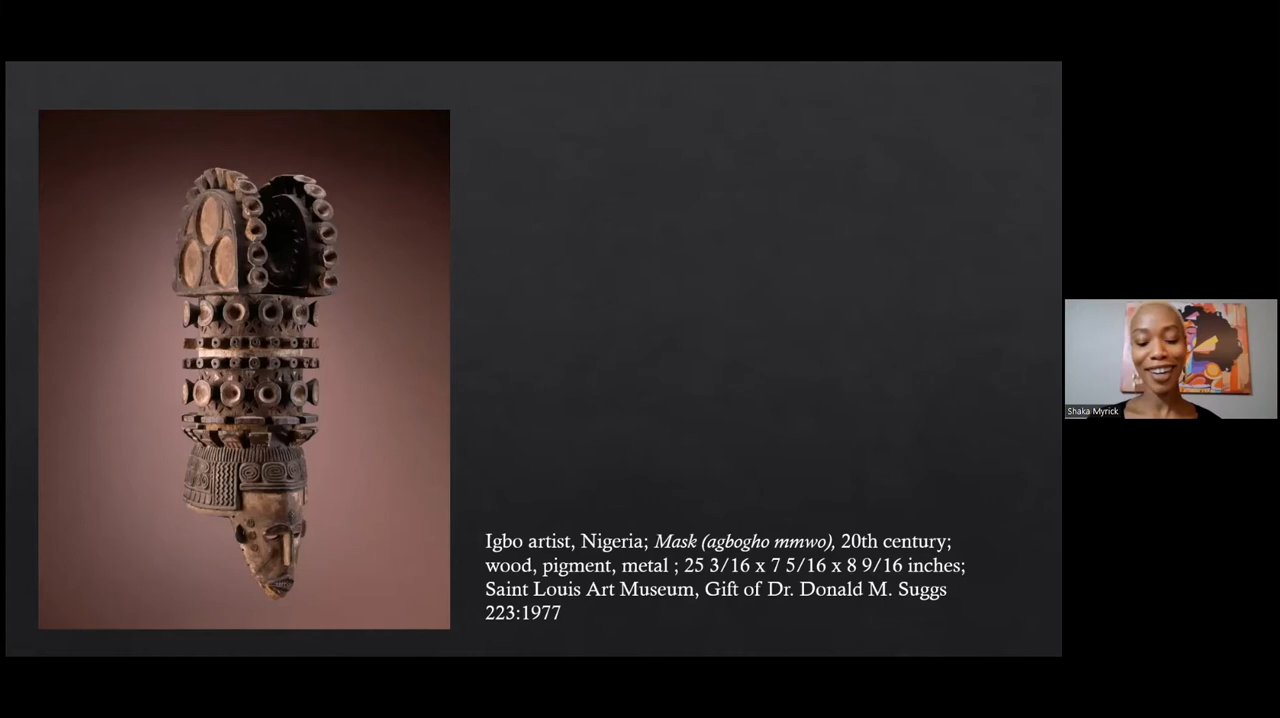 Igbo artist, Nigeria; Mask (agbogho mmwo), 20th century;
wood, pigment, metal ; 25 3/16 x 7 5/16 x 8 9/16 inches;
Saint Louis Art Museum, Gift of Dr. Donald M. Suggs
223:1977
Shaka Myrick